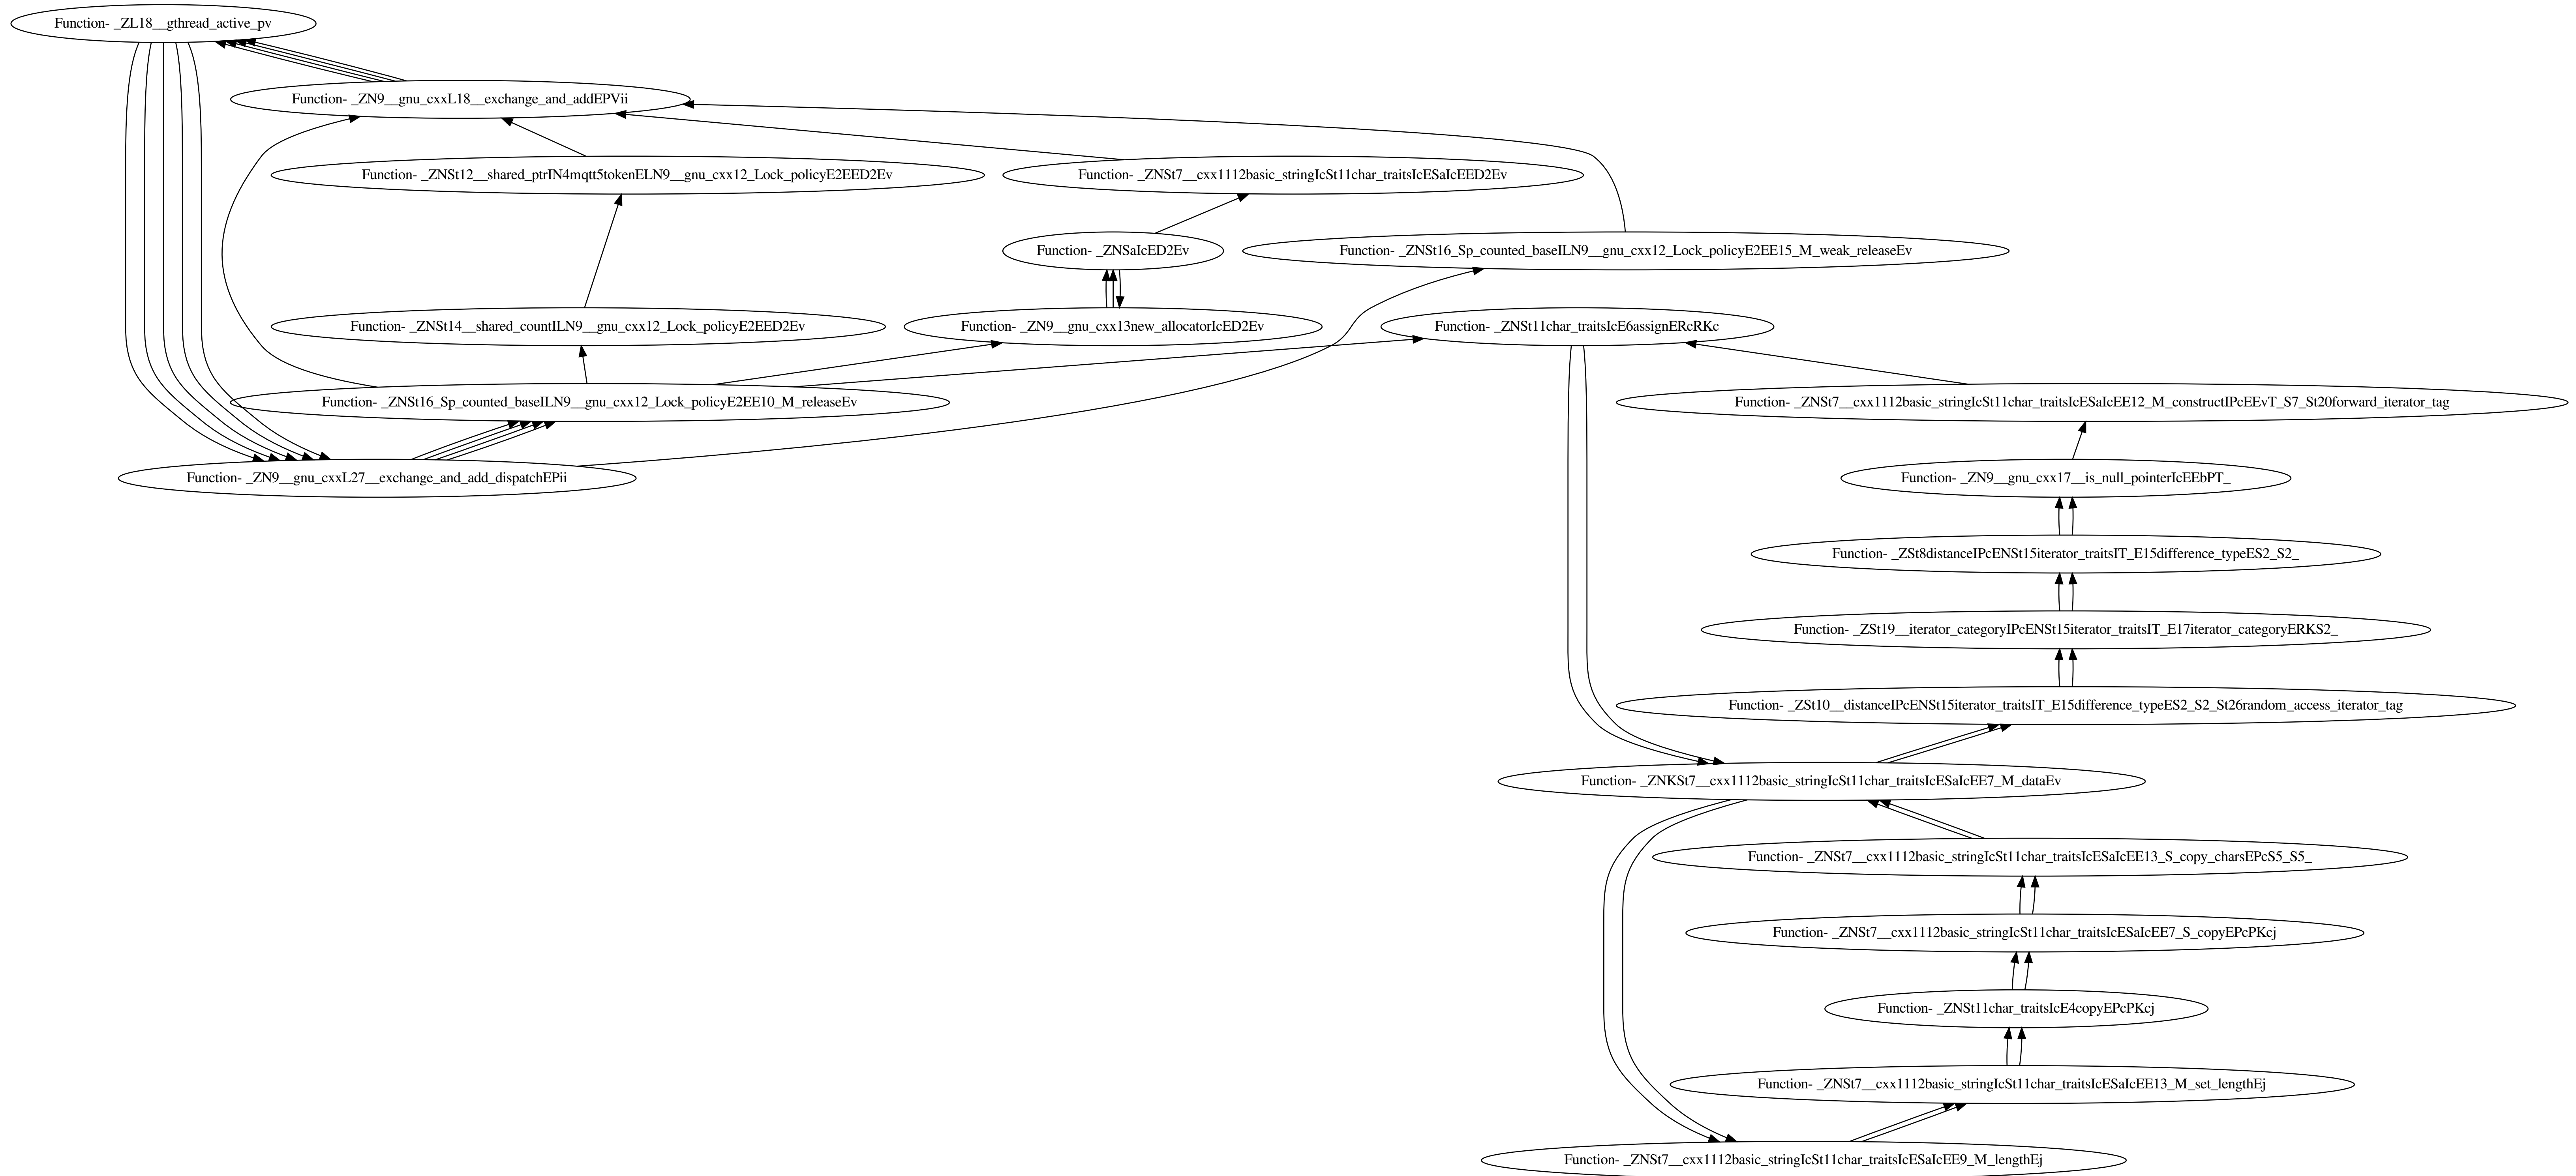 Function- _ZL18__gthread_active_pv
Function- _ZN9__gnu_cxxL18__exchange_and_addEPVii
Function- _ZNSt12__shared_ptrIN4mqtt5tokenELN9__gnu_cxx12_Lock_policyE2EED2Ev
Function- _ZNSt7__cxx1112basic_stringIcSt11char_traitsIcESaIcEED2Ev
Function- _ZNSaIcED2Ev
Function- _ZNSt16_Sp_counted_baseILN9__gnu_cxx12_Lock_policyE2EE15_M_weak_releaseEv
Function- _ZNSt14__shared_countILN9__gnu_cxx12_Lock_policyE2EED2Ev
Function- _ZN9__gnu_cxx13new_allocatorIcED2Ev
Function- _ZNSt11char_traitsIcE6assignERcRKc
Function- _ZNSt16_Sp_counted_baseILN9__gnu_cxx12_Lock_policyE2EE10_M_releaseEv
Function- _ZNSt7__cxx1112basic_stringIcSt11char_traitsIcESaIcEE12_M_constructIPcEEvT_S7_St20forward_iterator_tag
Function- _ZN9__gnu_cxxL27__exchange_and_add_dispatchEPii
Function- _ZN9__gnu_cxx17__is_null_pointerIcEEbPT_
Function- _ZSt8distanceIPcENSt15iterator_traitsIT_E15difference_typeES2_S2_
Function- _ZSt19__iterator_categoryIPcENSt15iterator_traitsIT_E17iterator_categoryERKS2_
Function- _ZSt10__distanceIPcENSt15iterator_traitsIT_E15difference_typeES2_S2_St26random_access_iterator_tag
Function- _ZNKSt7__cxx1112basic_stringIcSt11char_traitsIcESaIcEE7_M_dataEv
Function- _ZNSt7__cxx1112basic_stringIcSt11char_traitsIcESaIcEE13_S_copy_charsEPcS5_S5_
Function- _ZNSt7__cxx1112basic_stringIcSt11char_traitsIcESaIcEE7_S_copyEPcPKcj
Function- _ZNSt11char_traitsIcE4copyEPcPKcj
Function- _ZNSt7__cxx1112basic_stringIcSt11char_traitsIcESaIcEE13_M_set_lengthEj
Function- _ZNSt7__cxx1112basic_stringIcSt11char_traitsIcESaIcEE9_M_lengthEj